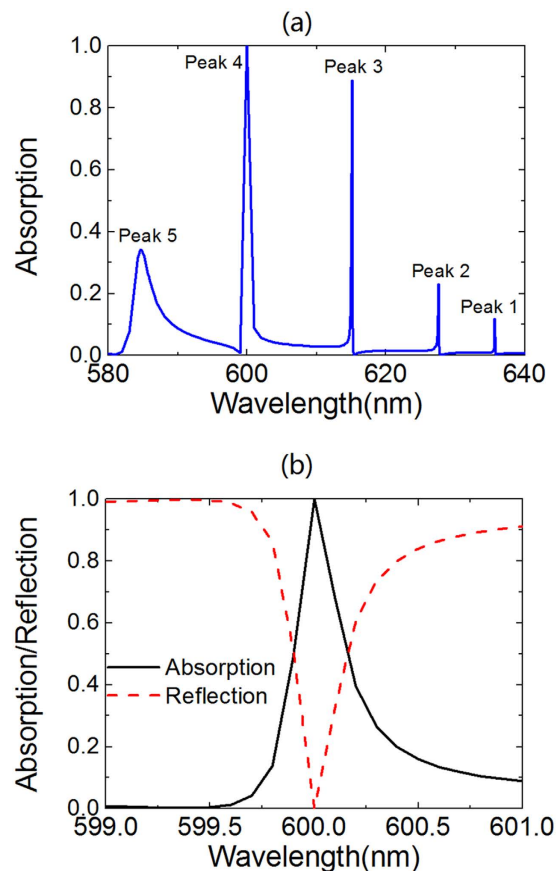 (a)
1.0
0.8
0.6
0.4
0.2
0.0
Absorption
Peak 4
Peak 3
Peak 5
Peak 2
Peak 1
580
600
620
640
Wavelength(nm)
(b)
1.0
0.8
0.6
0.4
0.2
0.0
Absorption/Reflection
Absorption
Reflection
599.0
599.5
600.0
600.5
601.0
Wavelength(nm)